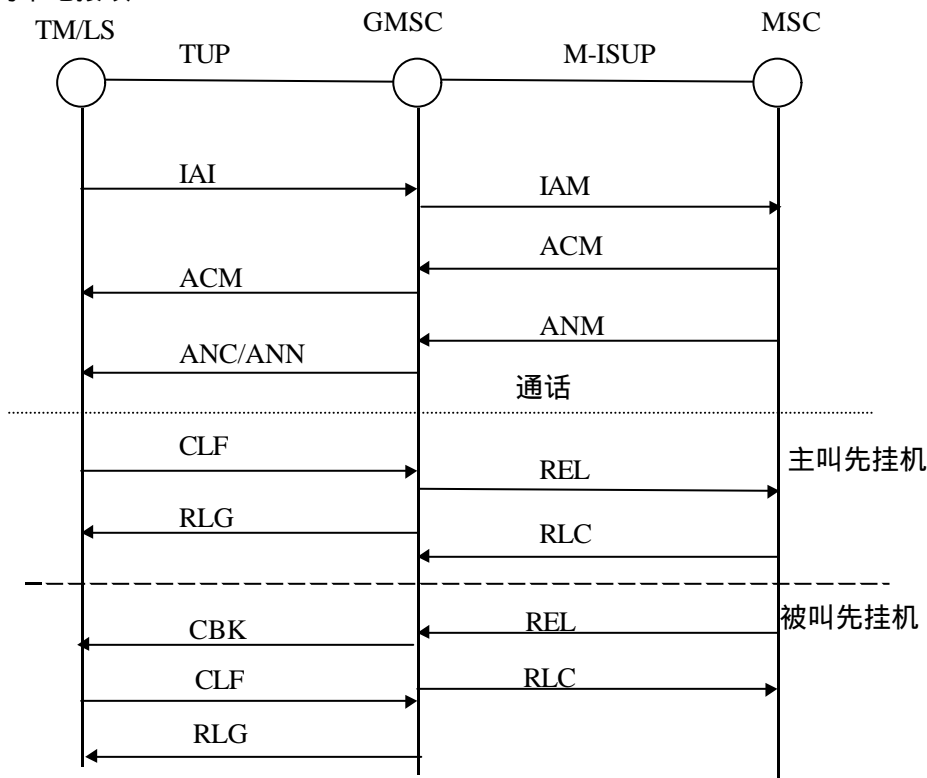 TM/LS
GMSC
MSC
TUP
M-ISUP
IAI
IAM
ACM
ACM
ANM
ANC/ANN
通话
CLF
主叫先挂机
REL
RLG
RLC
被叫先挂机
REL
CBK
CLF
RLC
RLG